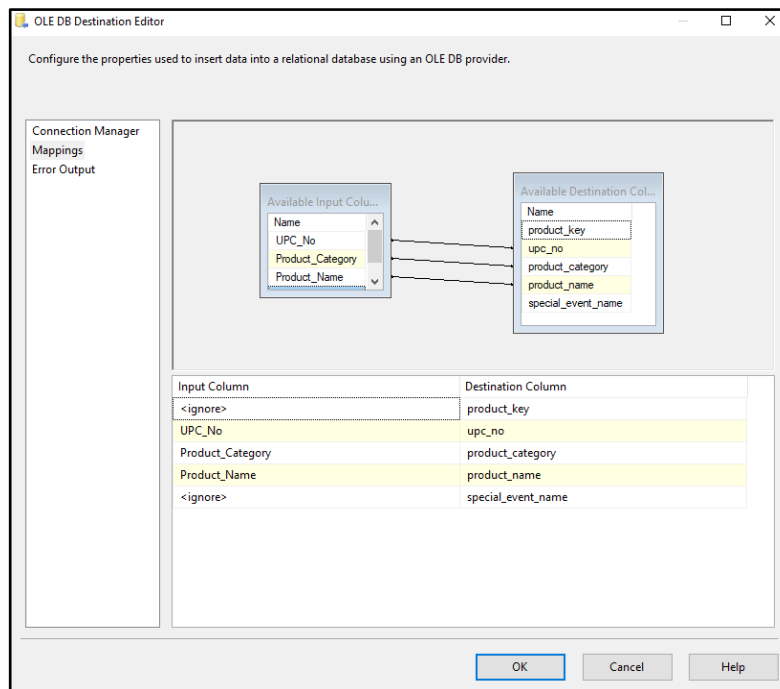 OLE DB Destination Editor
Configure the properties used to insert data into a relational database using an OLE DB provider.
Connection Manager
Mappings
Error Output
Available Input Colu...
Name
UPC_No
Product_Category
Product_Name
Available Destination Col...
Name
product_key
upc_no
product_category
product_name
special_event_name
Input Column Destination Column
<ignore> product_key
UPC_No upc_no
Product_Category product_category
Product_Name product_name
<ignore> special_event_name
OK Cancel Help